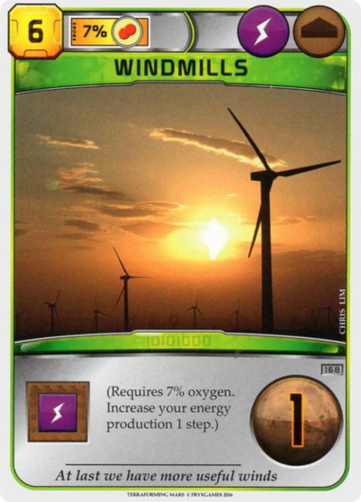 6
7%
WINDMILLS
CHRIS LIM
168
(Requires 7% oxygen.
Increase your energy
production 1 step.)
1
At last we have more useful winds
TERRAFORMING MARS © FRYXGAMES 2016